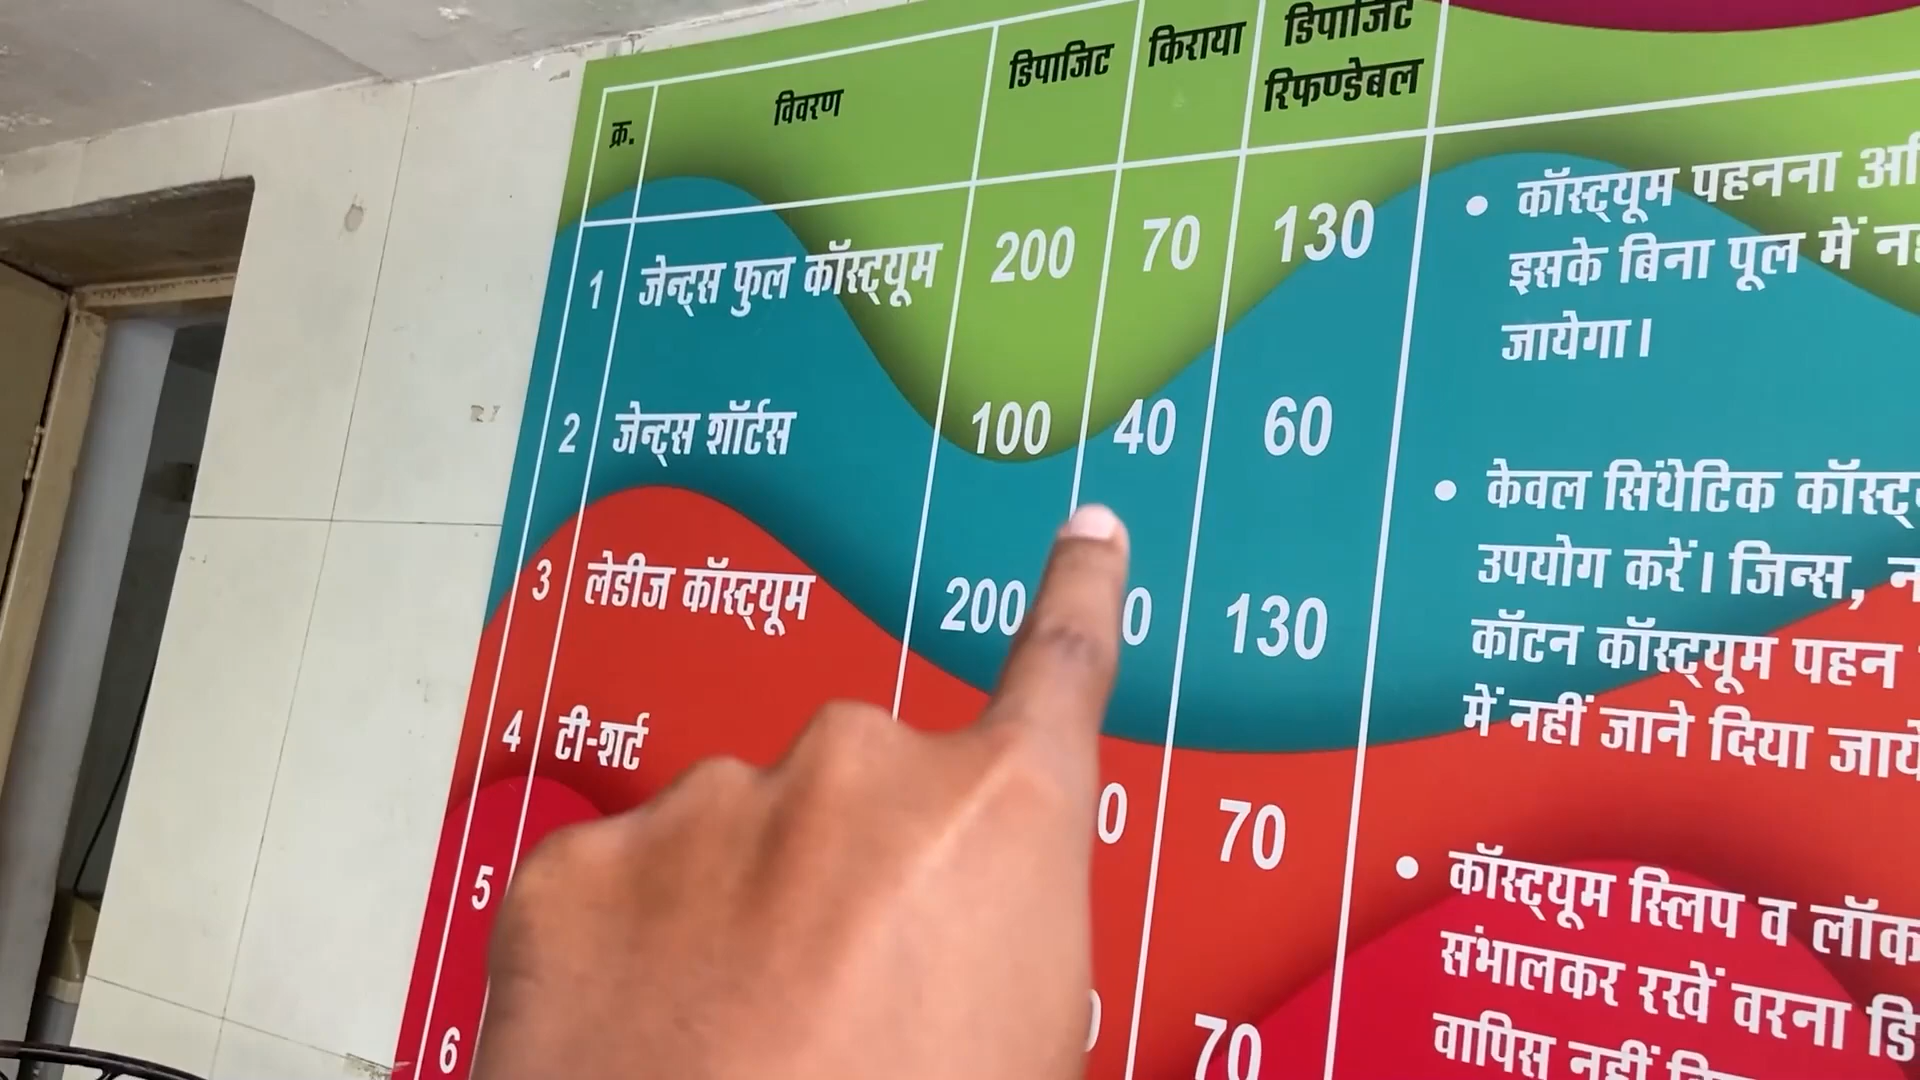 क्र. विवरण डिपाजिट किराया डिपाजिट रिफण्डेबल
1 जेन्ट्स फुल कॉस्ट्यूम 200 70 130
2 जेन्ट्स शॉर्टस 100 40 60
3 लेडीज कॉस्ट्यूम 200 130
4 टी-शर्ट 70
5
6 70
• कॉस्ट्यूम पहनना
इसके बिना पूल में
जायेगा।
• केवल सिंथेटिक
उपयोग करें। जिन्स,
कॉटन कॉस्ट्यूम पहन
में नहीं जाने दिया
• कॉस्ट्यूम स्लिप व
संभालकर रखें वरना
वापिस नहीं